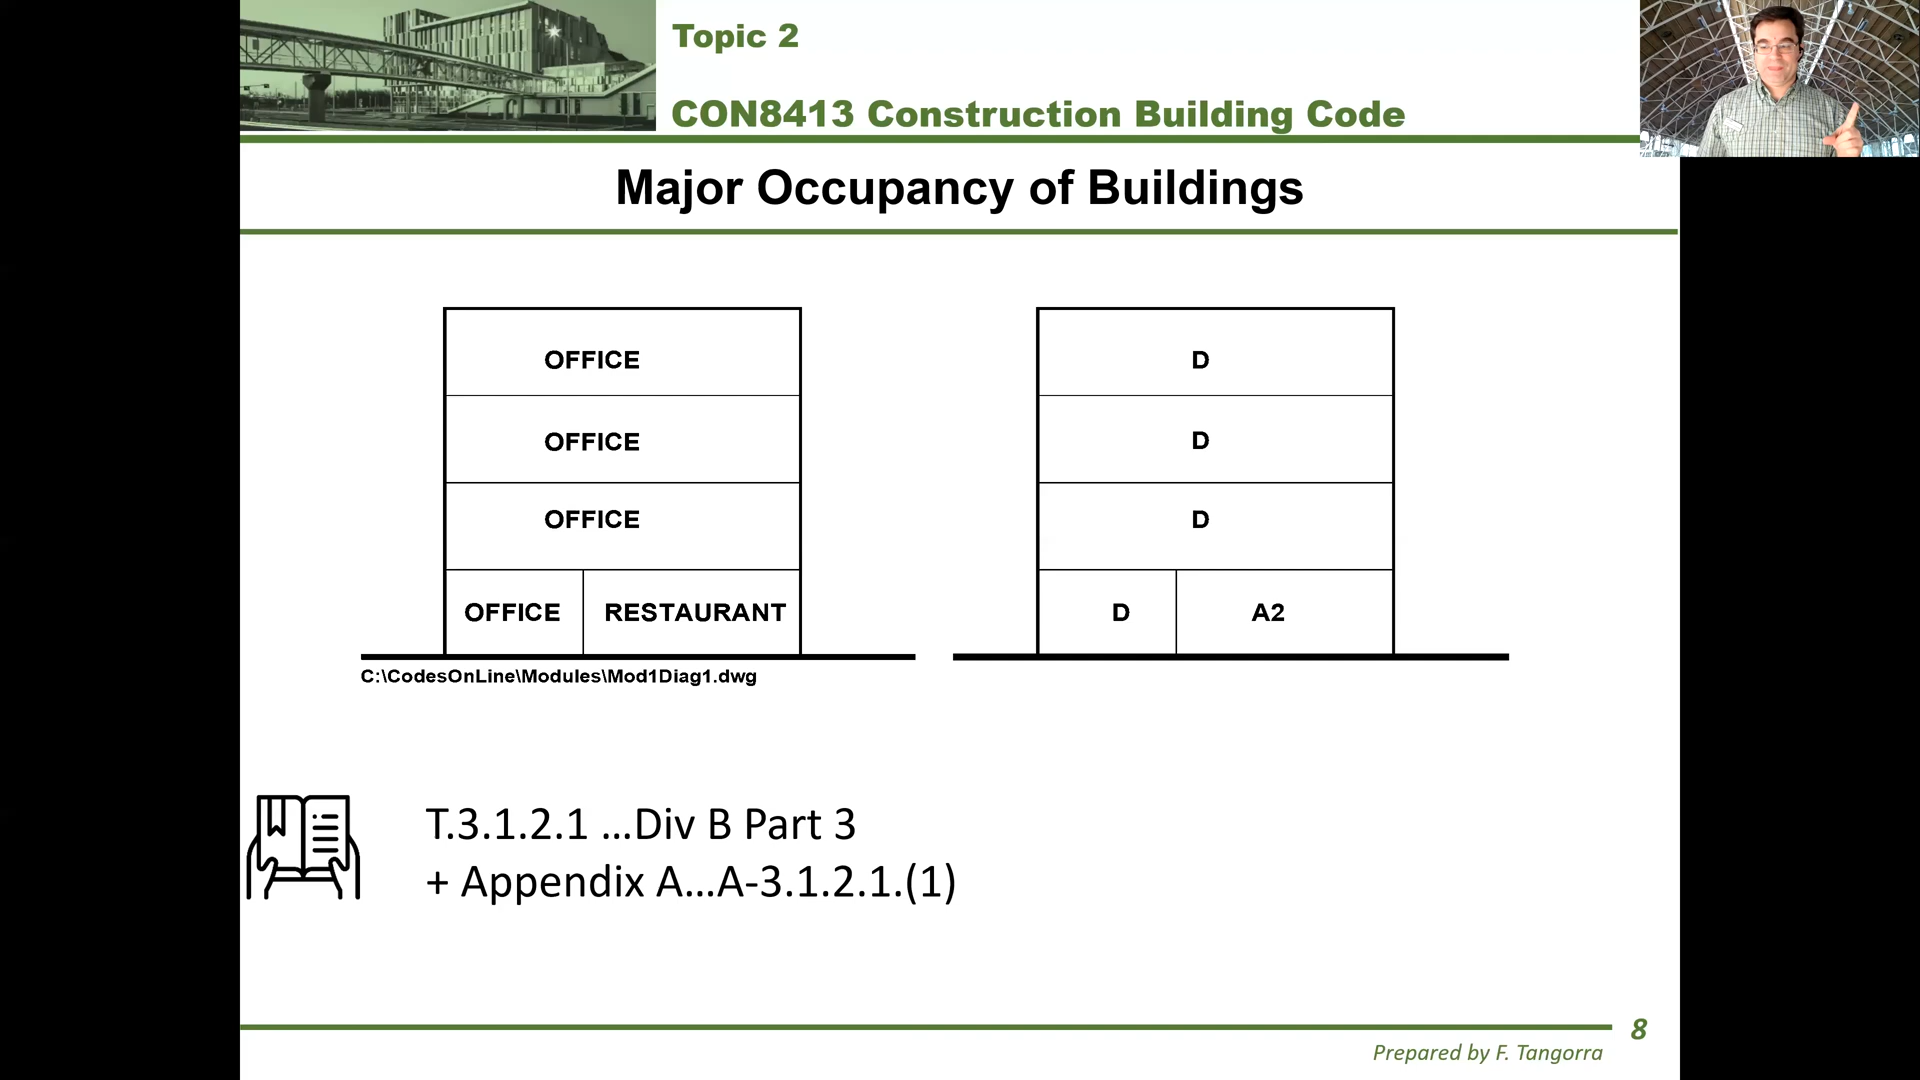 Topic 2
CON8413 Construction Building Code
Major Occupancy of Buildings
OFFICE
OFFICE
OFFICE
OFFICE RESTAURANT
C:\CodesOnLine\Modules\Mod1Diag1.dwg
D
D
D
D A2
T.3.1.2.1 ...Div B Part 3
+ Appendix A...A-3.1.2.1.(1)
8
Prepared by F. Tangorra